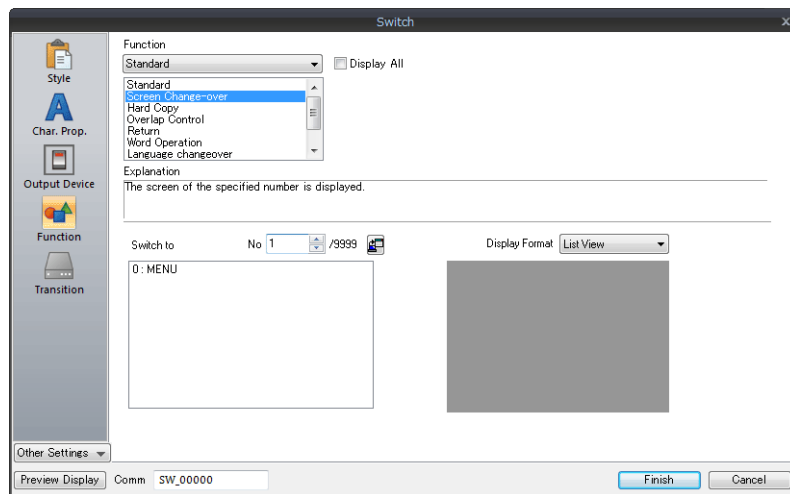 Switch
x
Style
Char. Prop.
Output Device
Function
Transition
Other Settings
Function
Standard
Display All
Standard
Screen Change-over
Hard Copy
Overlap Control
Return
Word Operation
Language changeover
Explanation
The screen of the specified number is displayed.
Switch to No 1 /9999
Display Format List View
0 : MENU
Preview Display Comm SW_00000 Finish Cancel